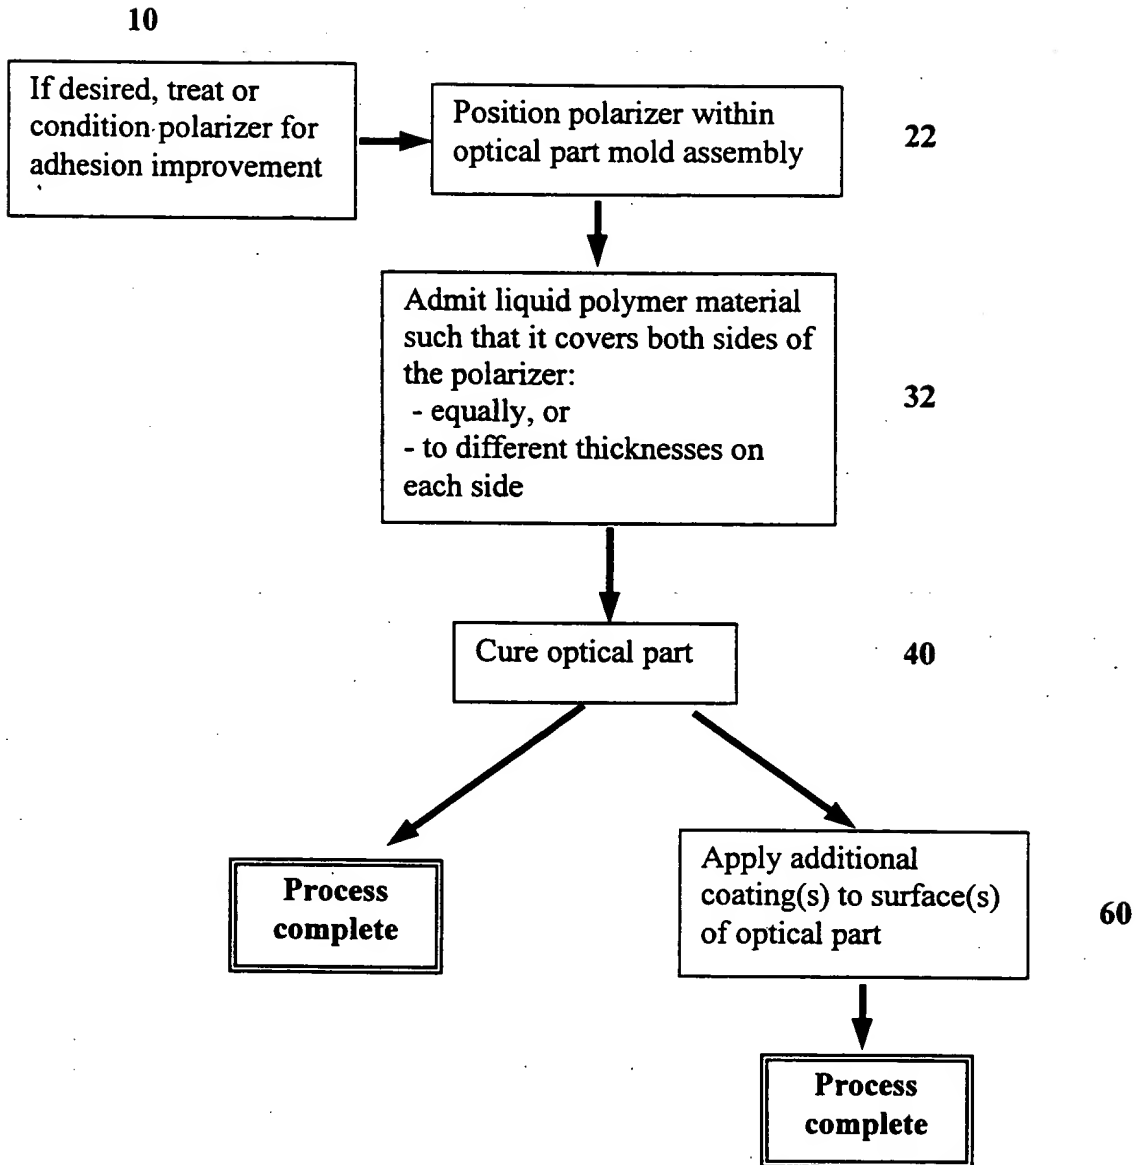 10
If desired, treat or
condition polarizer for
adhesion improvement
Position polarizer within
optical part mold assembly
22
Admit liquid polymer material
such that it covers both sides of
the polarizer:
- equally, or
- to different thicknesses on
each side
32
Cure optical part
40
Process
complete
Apply additional
coating(s) to surface(s)
of optical part
60
Process
complete